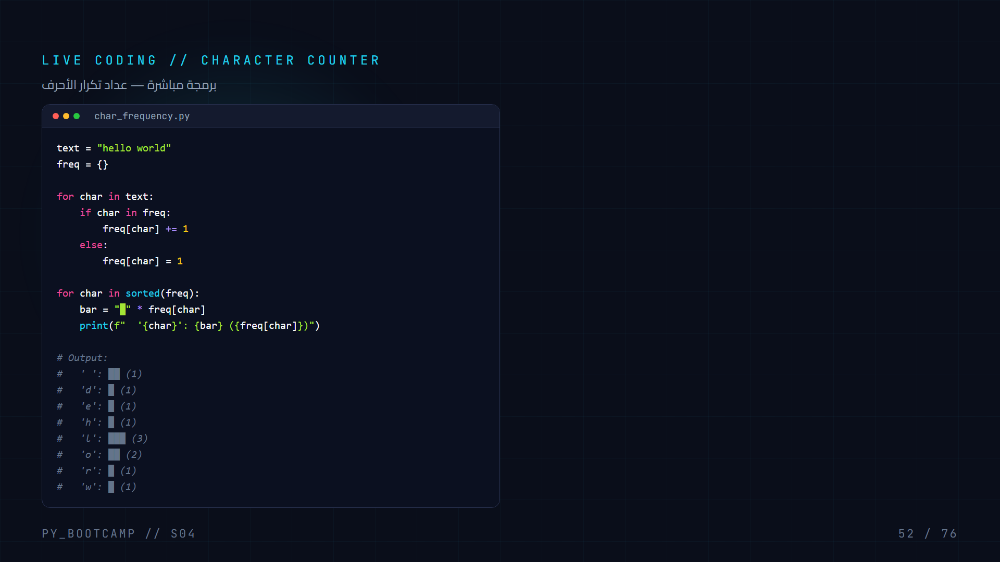 LIVE CODING // CHARACTER COUNTER
برمجة مباشرة — عداد تكرار الأحرف
char_frequency.py
text = "hello world"
freq = {}
for char in text:
    if char in freq:
        freq[char] += 1
    else:
        freq[char] = 1
for char in sorted(freq):
    bar = "█" * freq[char]
    print(f"  '{char}': {bar} ({freq[char]})")
# Output:
#   ' ': ██ (1)
#   'd': █ (1)
#   'e': █ (1)
#   'h': █ (1)
#   'l': ███ (3)
#   'o': ██ (2)
#   'r': █ (1)
#   'w': █ (1)
PY_BOOTCAMP // S04
52 / 76